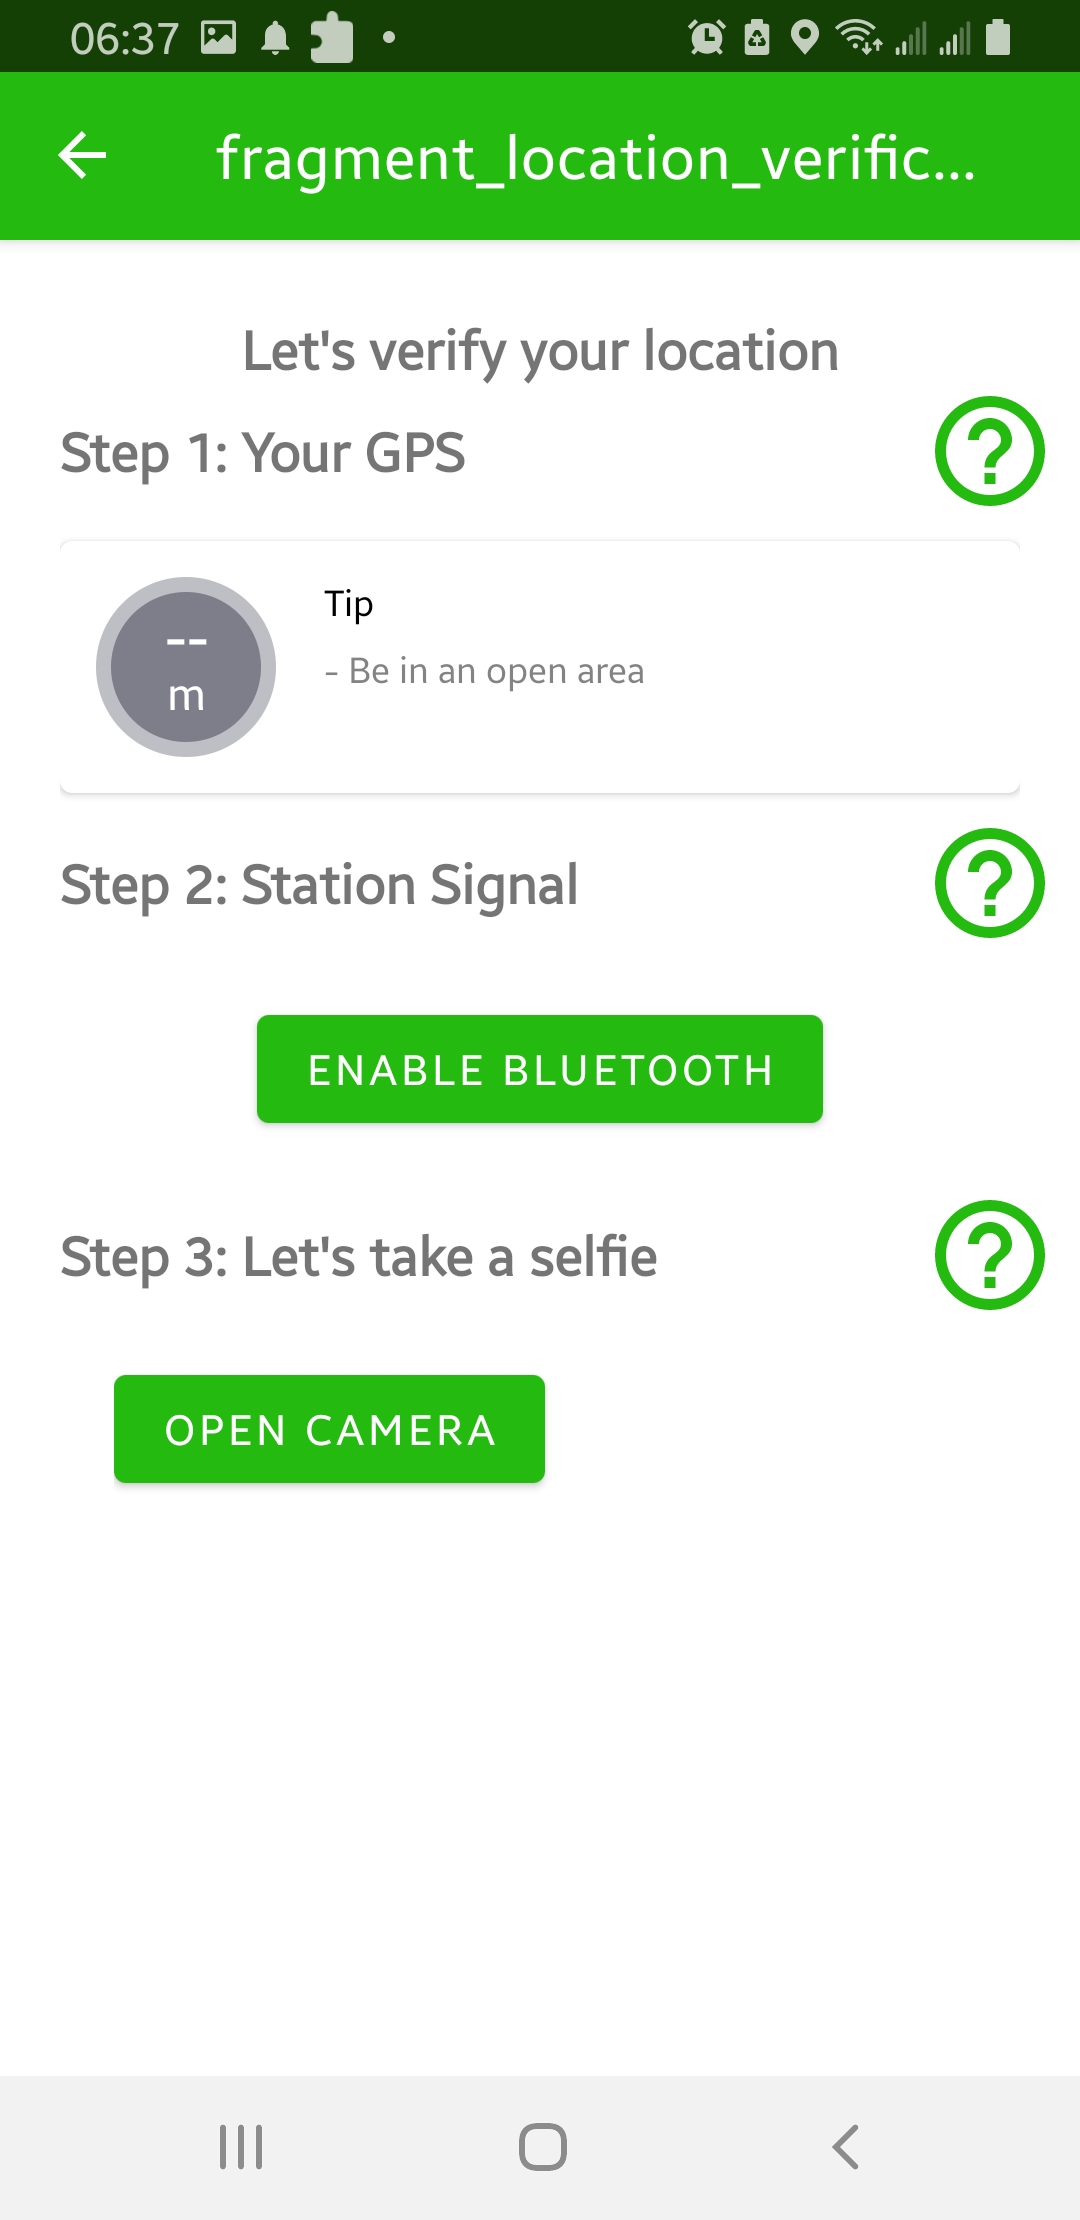 06:37
fragment_location_verific...
Let's verify your location
Step 1: Your GPS
?
--
m
Tip
- Be in an open area
Step 2: Station Signal
?
ENABLE BLUETOOTH
Step 3: Let's take a selfie
?
OPEN CAMERA